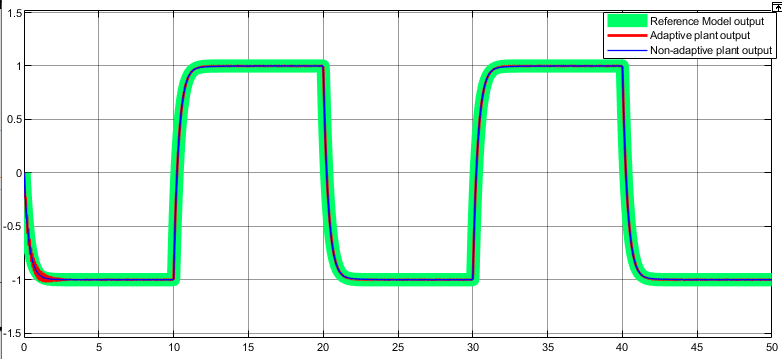 1.5
Reference Model output
Adaptive plant output
Non-adaptive plant output
1
0.5
0
-0.5
-1
-1.5
0 5 10 15 20 25 30 35 40 45 50